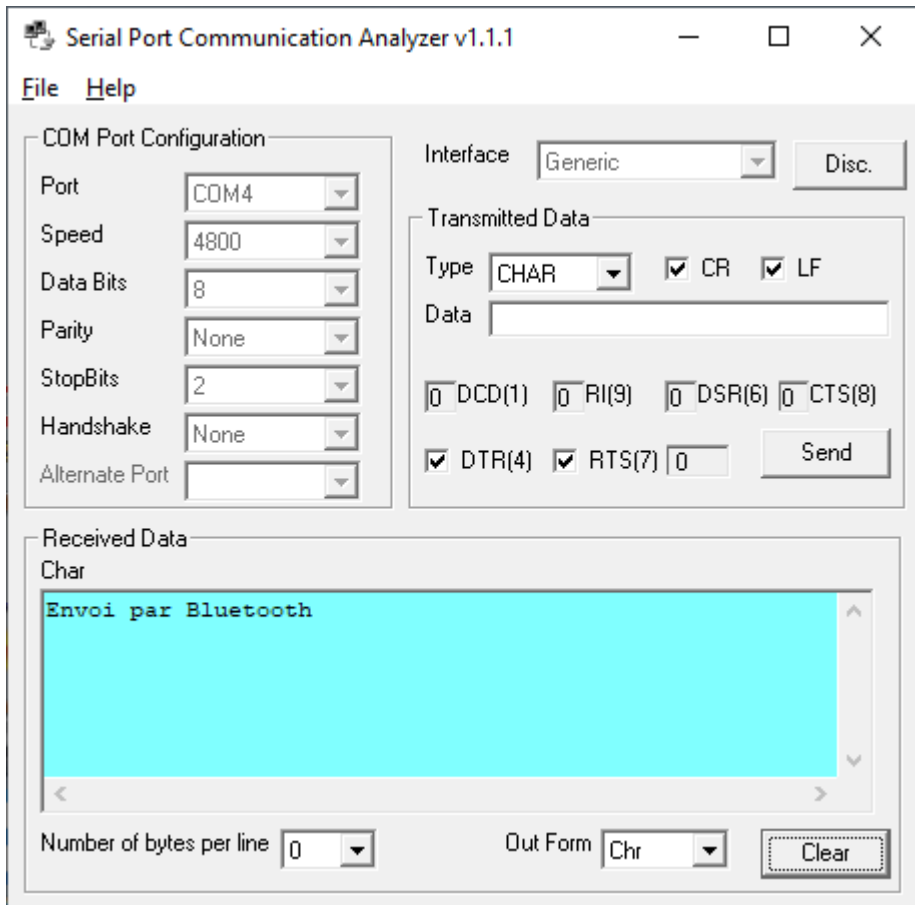 Serial Port Communication Analyzer v1.1.1
File Help
COM Port Configuration
Port COM4
Speed 4800
Data Bits 8
Parity None
StopBits 2
Handshake None
Alternate Port
Interface Generic Disc.
Transmitted Data
Type CHAR CR LF
Data
0 DCD(1) 0 RI(9) 0 DSR(6) 0 CTS(8)
DTR(4) RTS(7) 0 Send
Received Data
Char
Envoi par Bluetooth
Number of bytes per line 0 Out Form Chr Clear